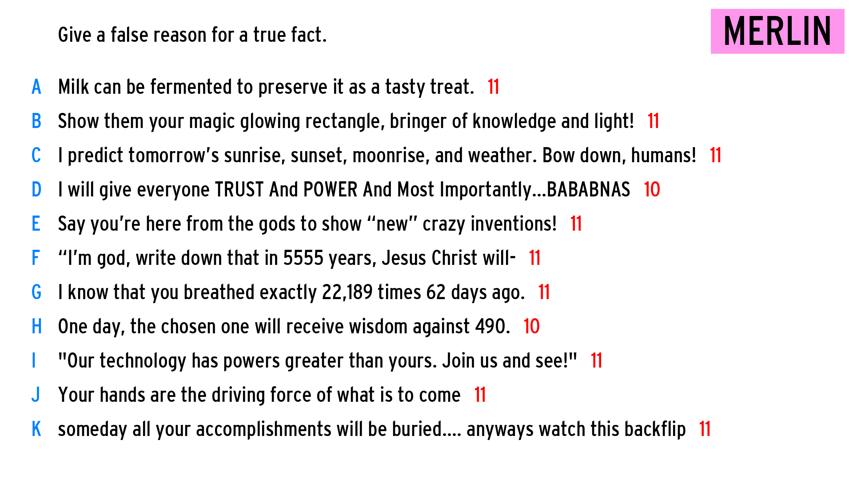 Give a false reason for a true fact.
MERLIN
A Milk can be fermented to preserve it as a tasty treat. 11
B Show them your magic glowing rectangle, bringer of knowledge and light! 11
C I predict tomorrow's sunrise, sunset, moonrise, and weather. Bow down, humans! 11
D I will give everyone TRUST And POWER And Most Importantly...BABABNAS 10
E Say you're here from the gods to show “new” crazy inventions! 11
F “I'm god, write down that in 5555 years, Jesus Christ will- 11
G I know that you breathed exactly 22,189 times 62 days ago. 11
H One day, the chosen one will receive wisdom against 490. 10
I "Our technology has powers greater than yours. Join us and see!" 11
J Your hands are the driving force of what is to come 11
K someday all your accomplishments will be buried.... anyways watch this backflip 11